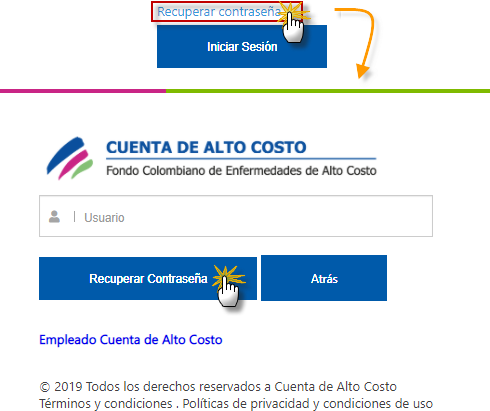 Recuperar contraseña
Iniciar Sesión
CUENTA DE ALTO COSTO
Fondo Colombiano de Enfermedades de Alto Costo
| Usuario
Recuperar Contraseña
Atrás
Empleado Cuenta de Alto Costo
© 2019 Todos los derechos reservados a Cuenta de Alto Costo
Términos y condiciones . Políticas de privacidad y condiciones de uso